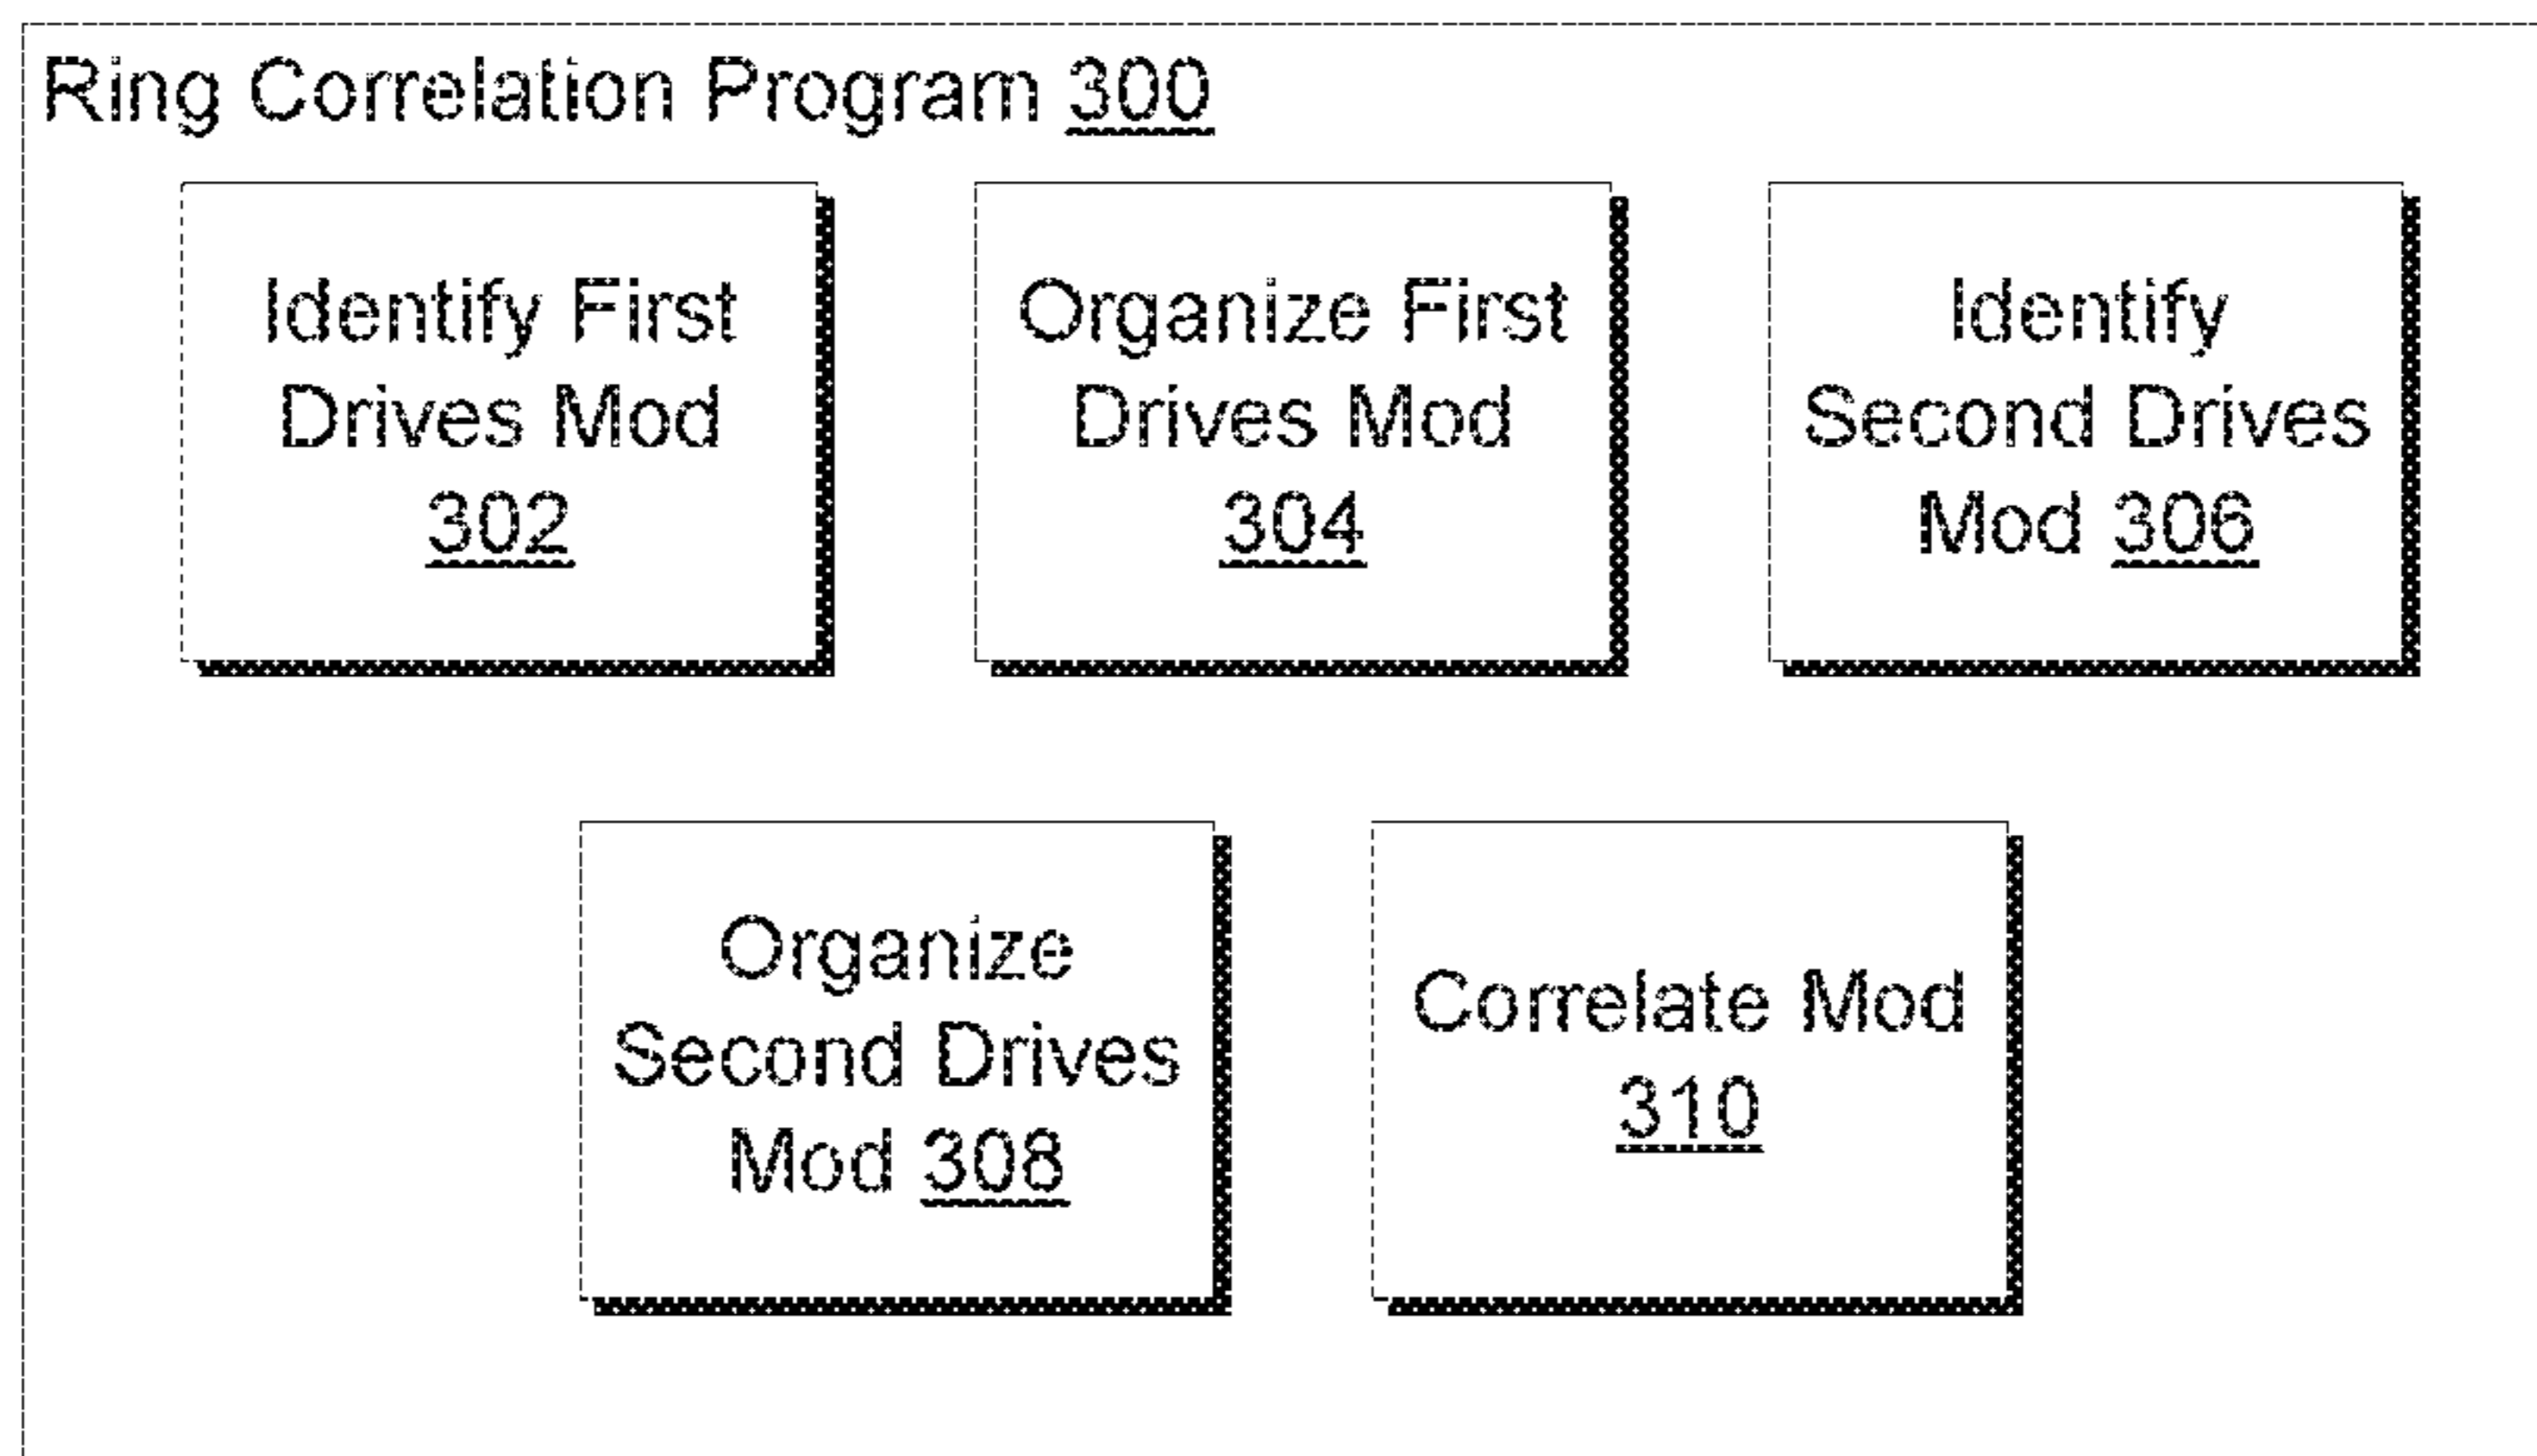 Ring Correlation Program 300
Identify First
Drives Mod
302
Organize First
Drives Mod
304
Identify
Second Drives
Mod 306
Organize
Second Drives
Mod 308
Correlate Mod
310